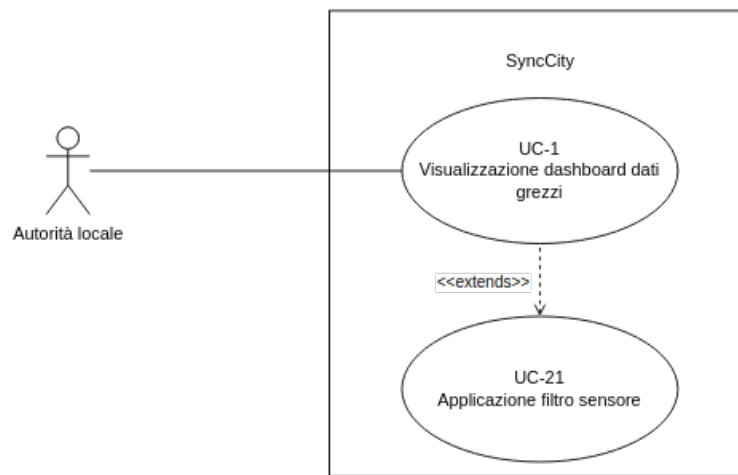 SyncCity
UC-1
Visualizzazione dashboard dati
grezzi
Autorità locale
<<extends>>
UC-21
Applicazione filtro sensore